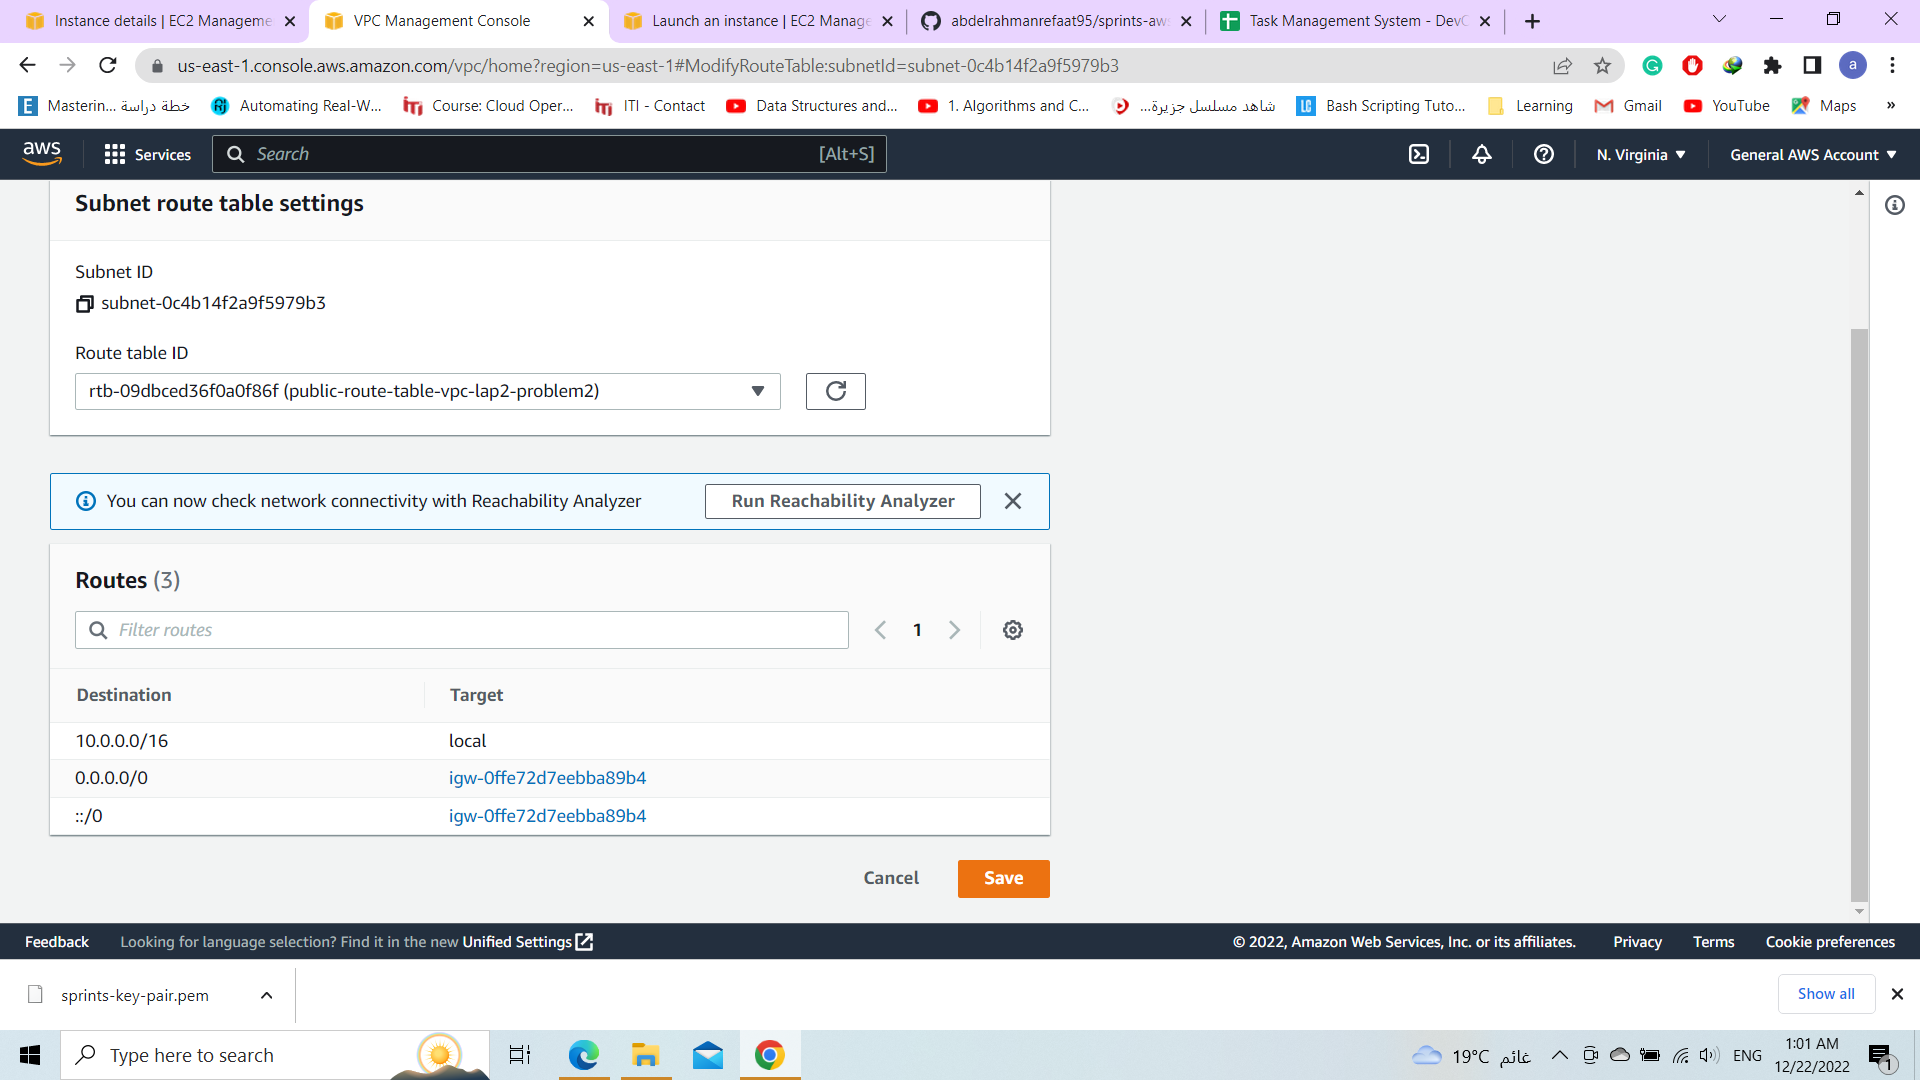 Instance details | EC2 Manageme
VPC Management Console
Launch an instance | EC2 Manage
abdelrahmanrefaat95/sprints-aws
Task Management System - DevO
us-east-1.console.aws.amazon.com/vpc/home?region=us-east-1#ModifyRouteTable:subnetId=subnet-0c4b14f2a9f5979b3
a
Masterin... خطة دراسة
Automating Real-W...
Course: Cloud Oper...
ITI - Contact
Data Structures and...
1. Algorithms and C...
شاهد مسلسل جزيرة...
Bash Scripting Tuto...
Learning
Gmail
YouTube
Maps
»
aws
Services
Search
[Alt+S]
N. Virginia
General AWS Account
Subnet route table settings
Subnet ID
subnet-0c4b14f2a9f5979b3
Route table ID
rtb-09dbced36f0a0f86f (public-route-table-vpc-lap2-problem2)
You can now check network connectivity with Reachability Analyzer
Run Reachability Analyzer
Routes (3)
Filter routes
1
Destination
Target
10.0.0.0/16
local
0.0.0.0/0
igw-0ffe72d7eebba89b4
::/0
igw-0ffe72d7eebba89b4
Cancel
Save
Feedback
Looking for language selection? Find it in the new Unified Settings
© 2022, Amazon Web Services, Inc. or its affiliates.
Privacy
Terms
Cookie preferences
sprints-key-pair.pem
Show all
Type here to search
19°C غائم
ENG
1:01 AM
12/22/2022
1